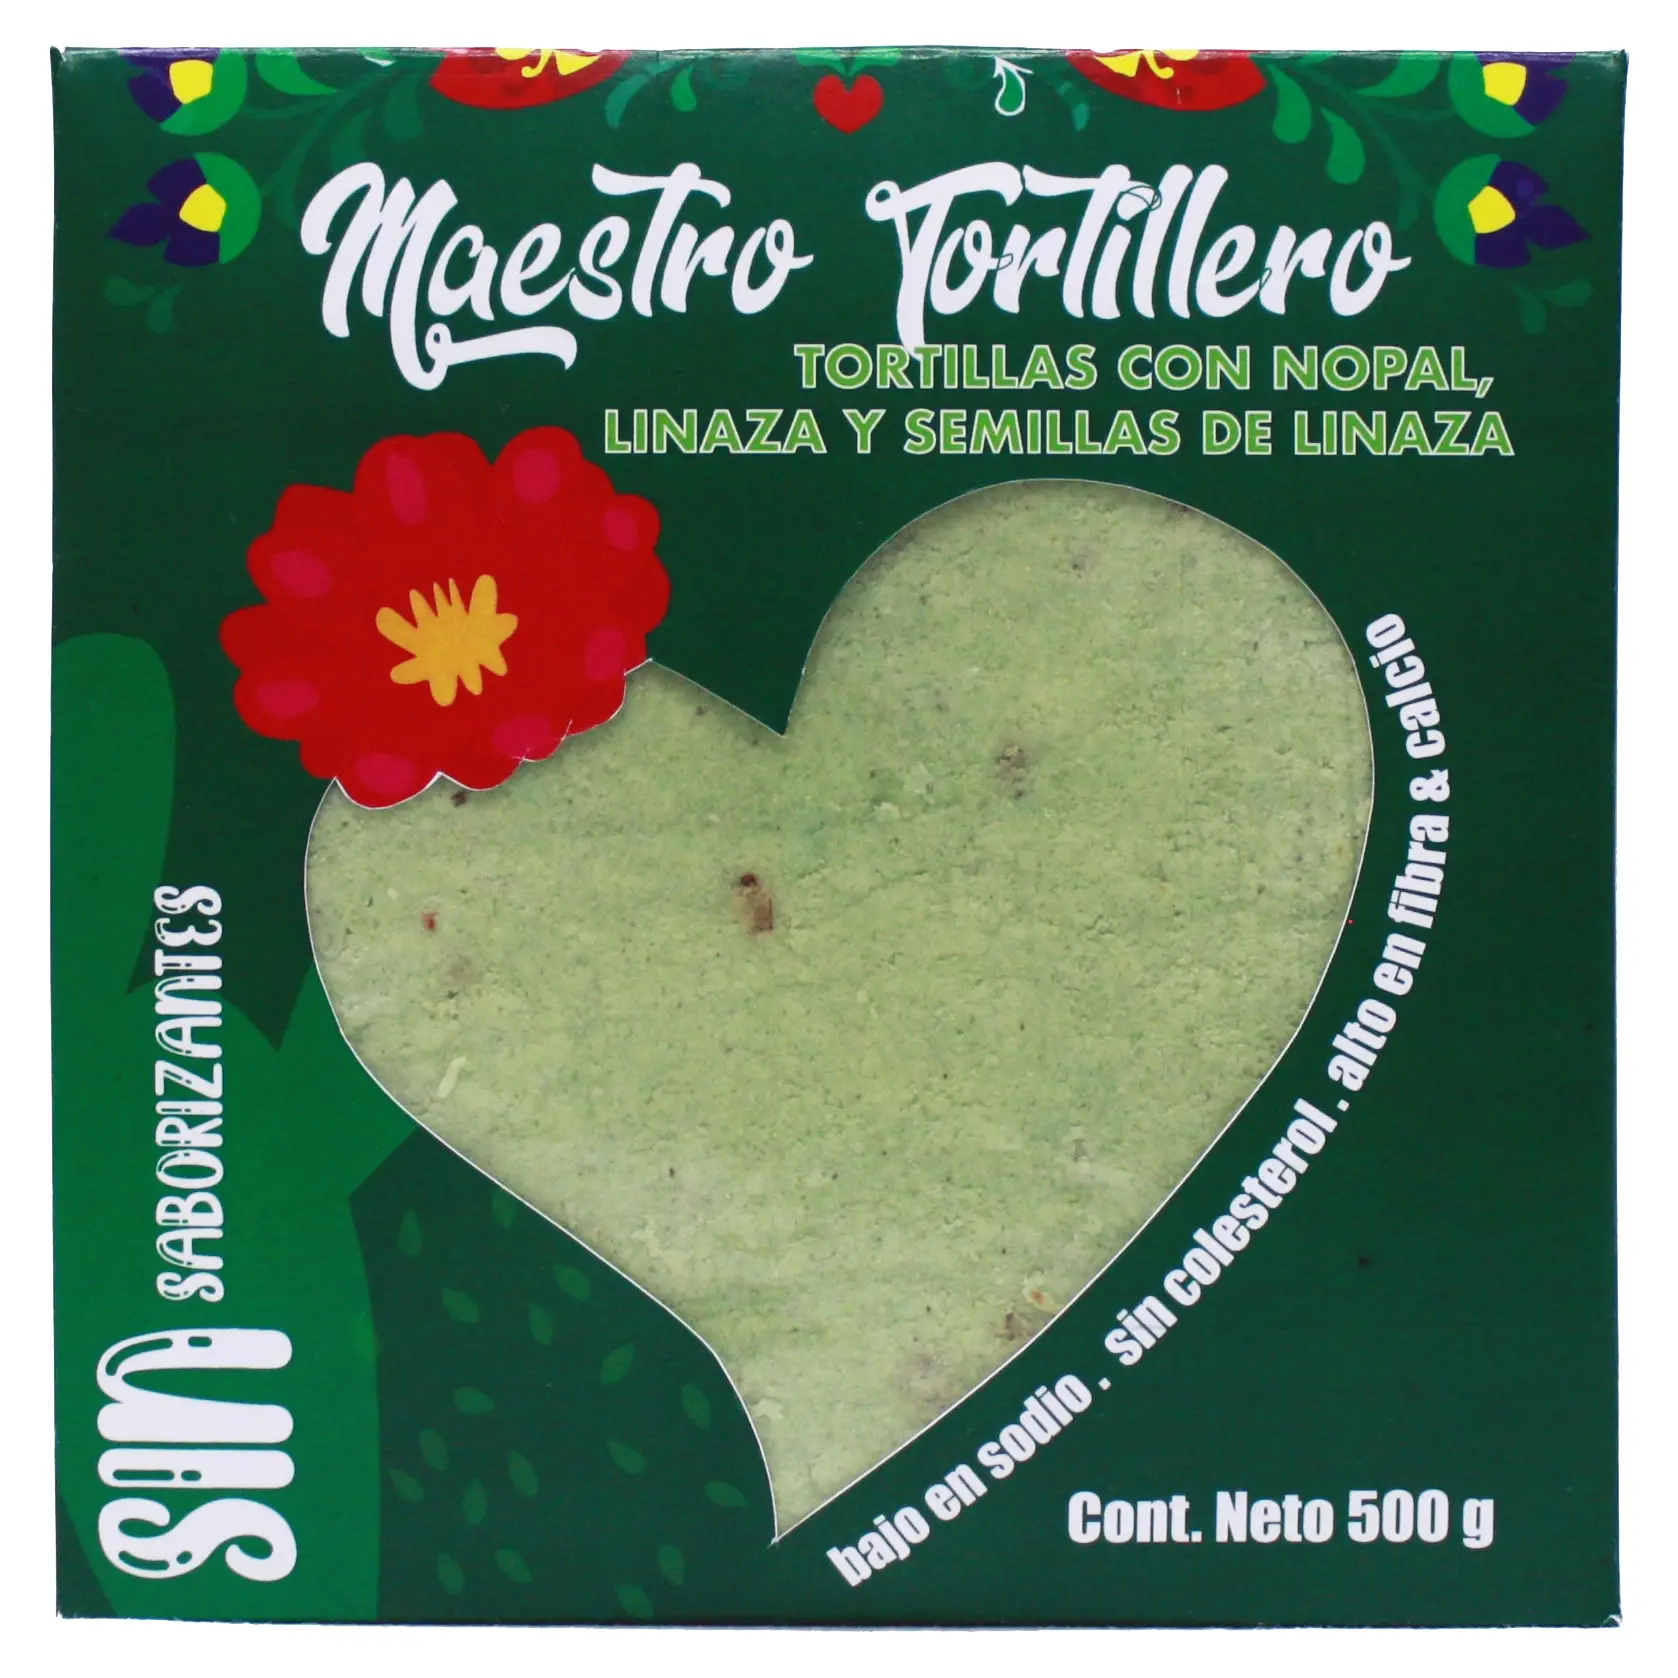 Maestro Tortillero
TORTILLAS CON NOPAL,
LINAZA Y SEMILLAS DE LINAZA
SIN SABORIZANTES
bajo en sodio . sin colesterol . alto en fibra & calcio
Cont. Neto 500 g